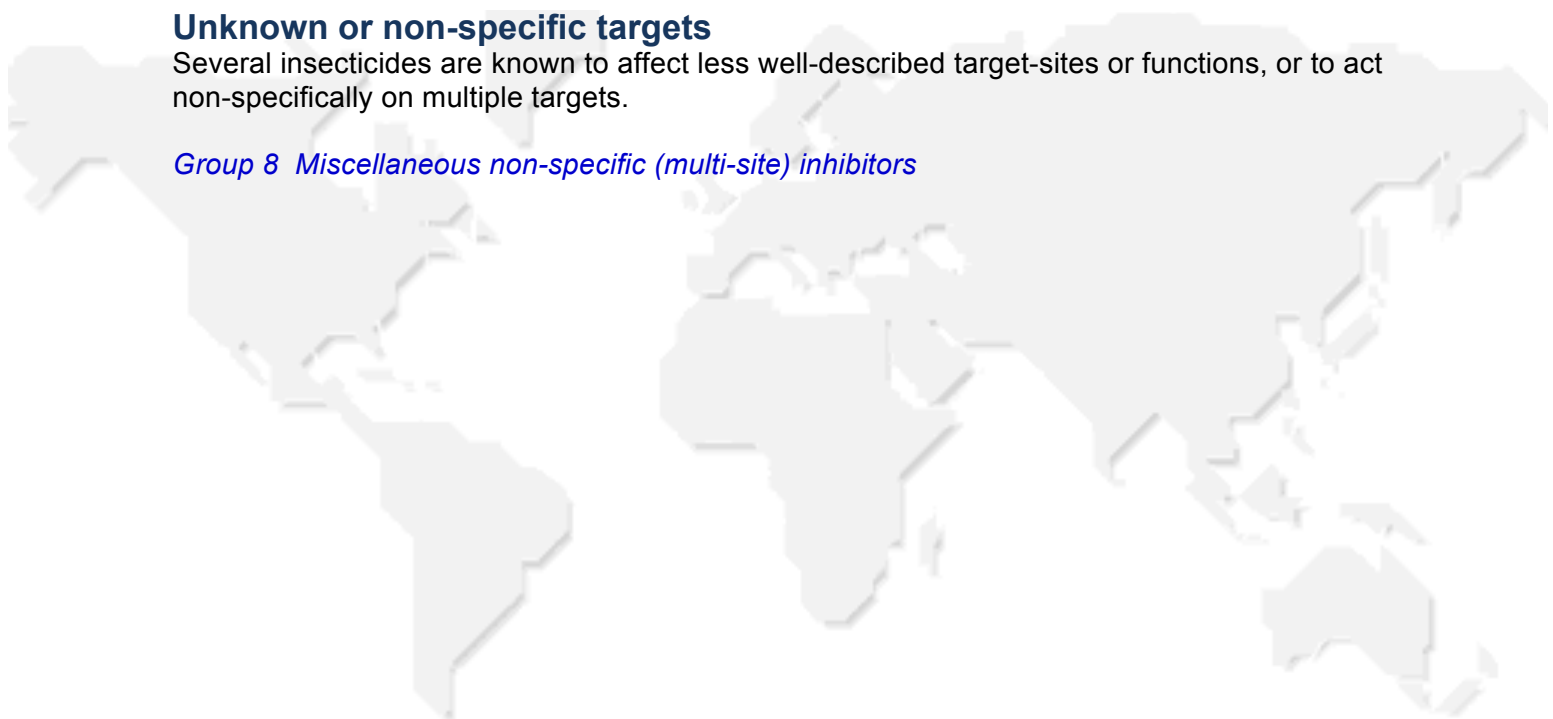 Unknown or non-specific targets
Several insecticides are known to affect less well-described target-sites or functions, or to act
non-specifically on multiple targets.
Group 8  Miscellaneous non-specific (multi-site) inhibitors